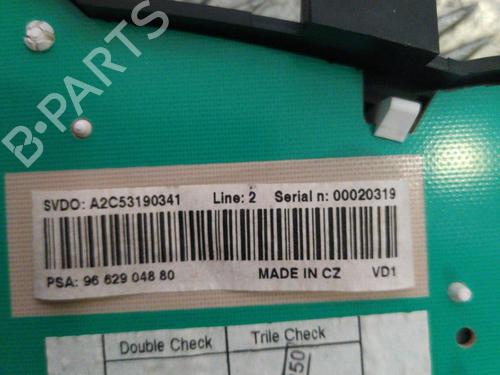 B-PARTS
SVDO: A2C53190341 Line: 2 Serial n: 00020319
PSA: 96 629 048 80 MADE IN CZ VD1
Double Check Trile Check
50